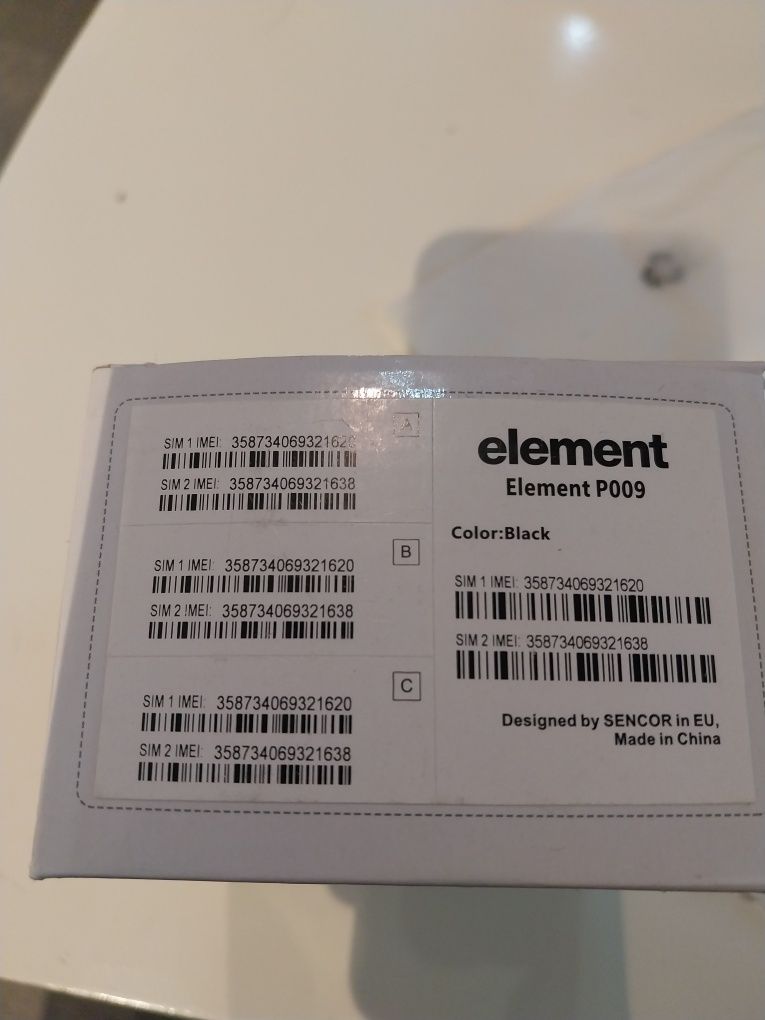 A
SIM 1 IMEI: 358734069321620
SIM 2 IMEI: 358734069321638
B
SIM 1 IMEI: 358734069321620
SIM 2 IMEI: 358734069321638
C
SIM 1 IMEI: 358734069321620
SIM 2 IMEI: 358734069321638
element
Element P009
Color:Black
SIM 1 IMEI: 358734069321620
SIM 2 IMEI: 358734069321638
Designed by SENCOR in EU,
Made in China